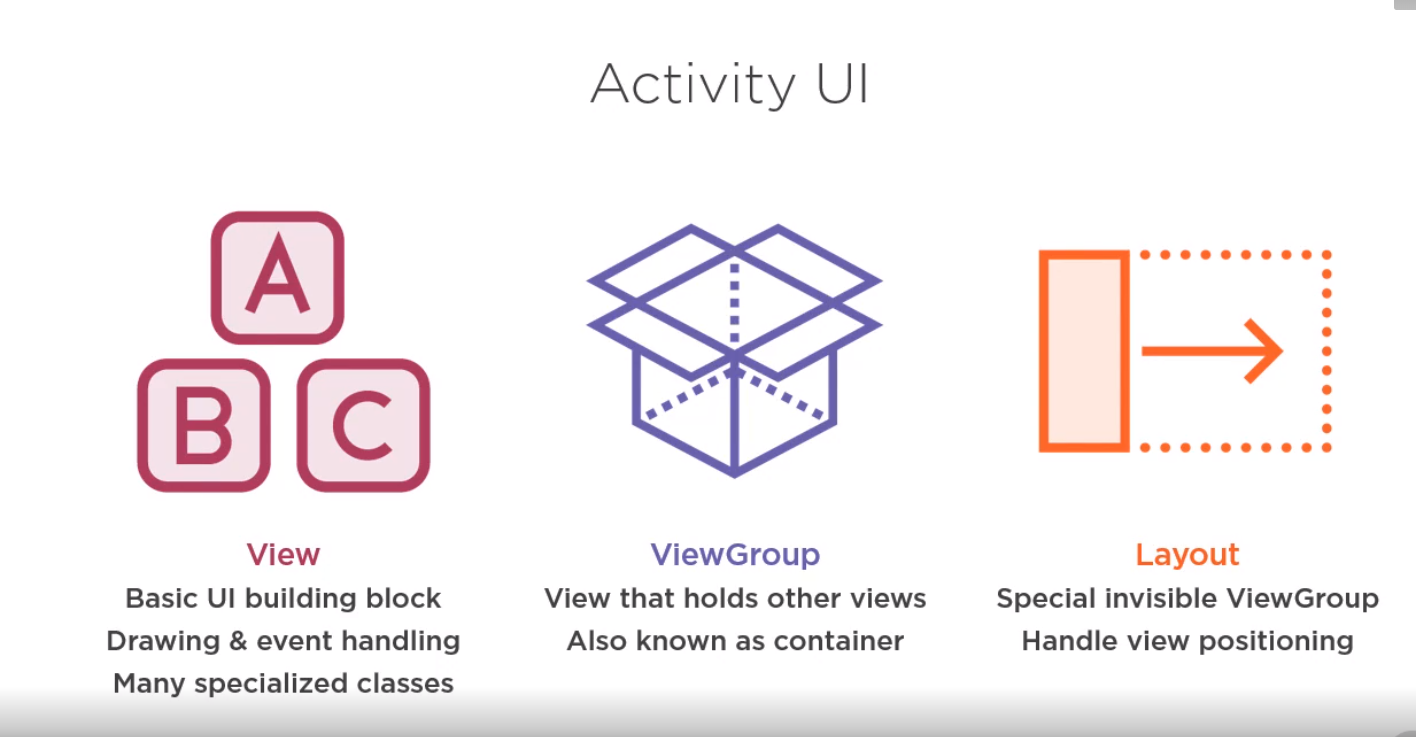 Activity UI
A
B
C
View
Basic UI building block
Drawing & event handling
Many specialized classes
ViewGroup
View that holds other views
Also known as container
Layout
Special invisible ViewGroup
Handle view positioning